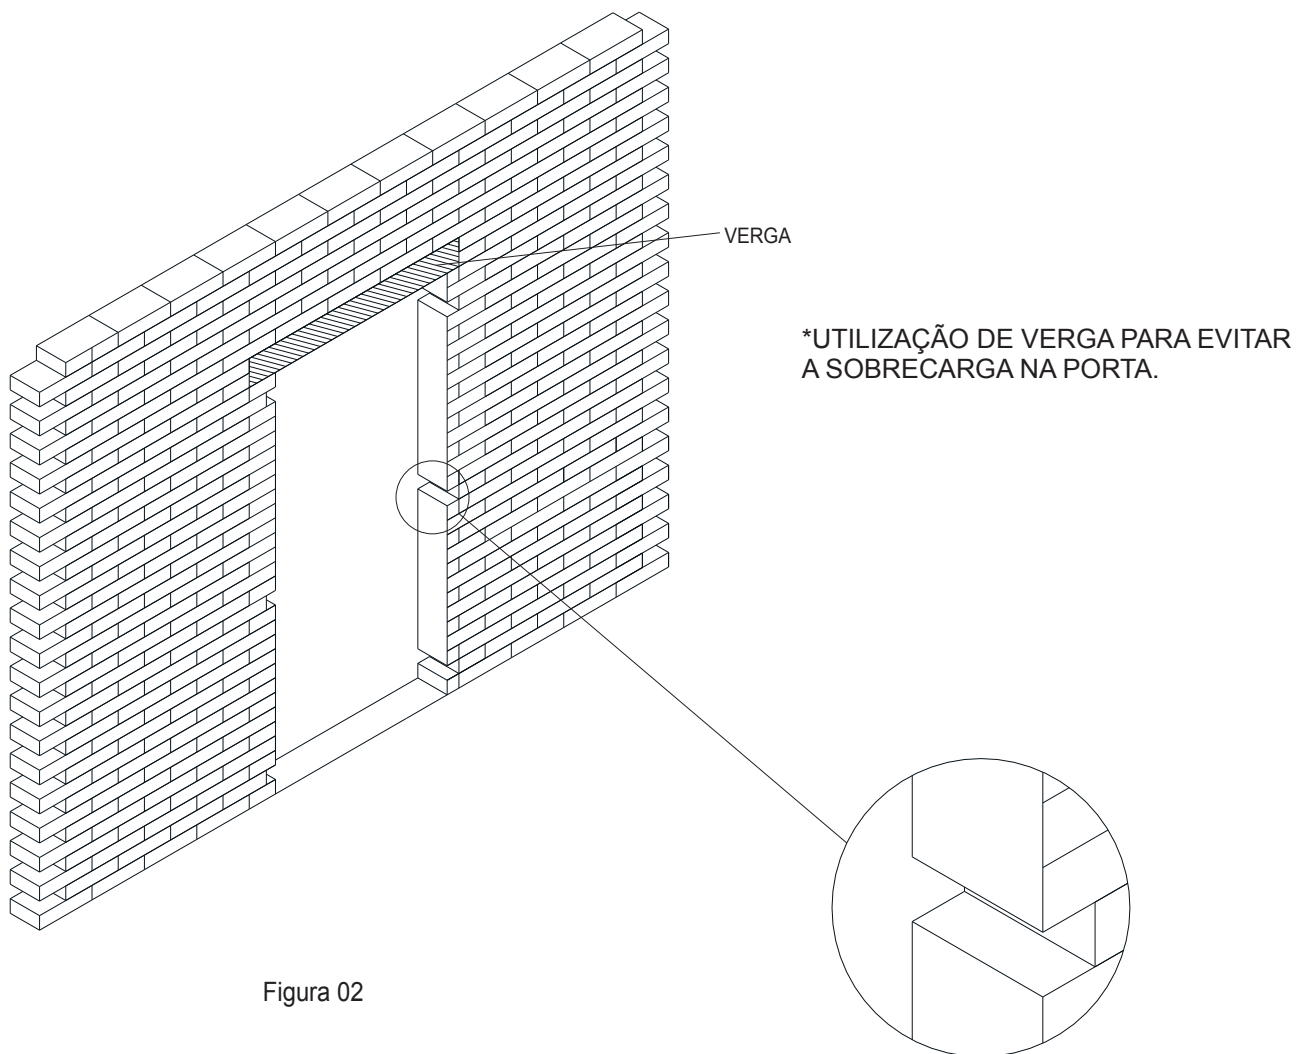 VERGA
*UTILIZAÇÃO DE VERGA PARA EVITAR
A SOBRECARGA NA PORTA.
Figura 02